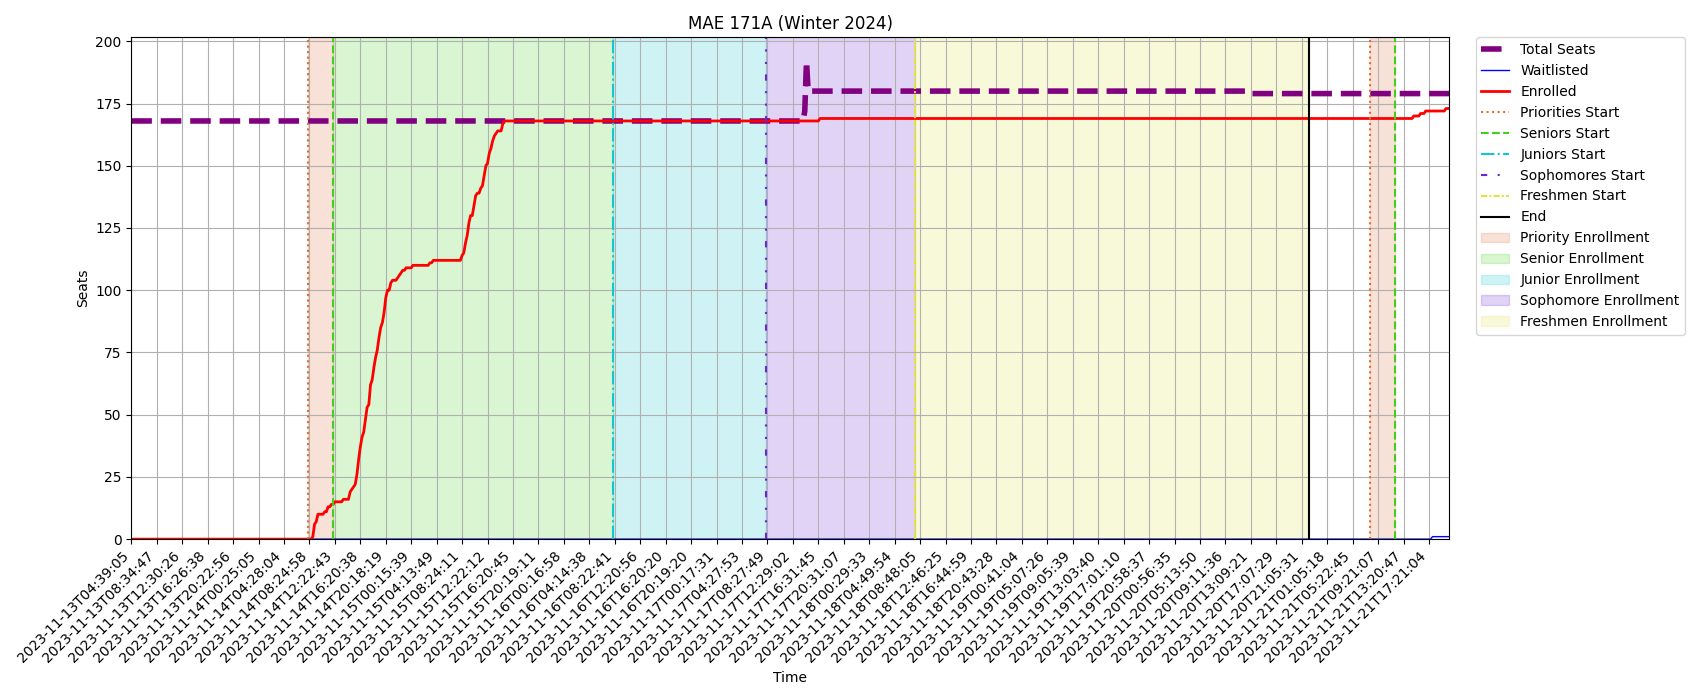 MAE 171A (Winter 2024)
200
175
150
125
100
75
50
25
0
Seats
Total Seats
Waitlisted
Enrolled
Priorities Start
Seniors Start
Juniors Start
Sophomores Start
Freshmen Start
End
Priority Enrollment
Senior Enrollment
Junior Enrollment
Sophomore Enrollment
Freshmen Enrollment
2023-11-13T04:39:05
2023-11-13T08:34:47
2023-11-13T12:30:26
2023-11-13T16:26:38
2023-11-13T20:22:56
2023-11-14T00:25:05
2023-11-14T04:28:04
2023-11-14T08:24:58
2023-11-14T12:22:43
2023-11-14T16:20:38
2023-11-14T20:18:19
2023-11-15T00:15:39
2023-11-15T04:13:49
2023-11-15T08:24:11
2023-11-15T12:22:12
2023-11-15T16:20:45
2023-11-15T20:19:11
2023-11-16T00:16:58
2023-11-16T04:14:38
2023-11-16T08:22:41
2023-11-16T12:20:56
2023-11-16T16:20:20
2023-11-16T20:19:20
2023-11-17T00:17:31
2023-11-17T04:27:53
2023-11-17T08:27:49
2023-11-17T12:29:02
2023-11-17T16:31:45
2023-11-17T20:31:07
2023-11-18T00:29:33
2023-11-18T04:49:54
2023-11-18T08:48:05
2023-11-18T12:46:25
2023-11-18T16:44:59
2023-11-18T20:43:28
2023-11-19T00:41:04
2023-11-19T05:07:26
2023-11-19T09:05:39
2023-11-19T13:03:40
2023-11-19T17:01:10
2023-11-19T20:58:37
2023-11-20T00:56:35
2023-11-20T05:13:50
2023-11-20T09:11:36
2023-11-20T13:09:21
2023-11-20T17:07:29
2023-11-20T21:05:31
2023-11-21T01:05:18
2023-11-21T05:22:45
2023-11-21T09:21:07
2023-11-21T13:20:47
2023-11-21T17:21:04
Time